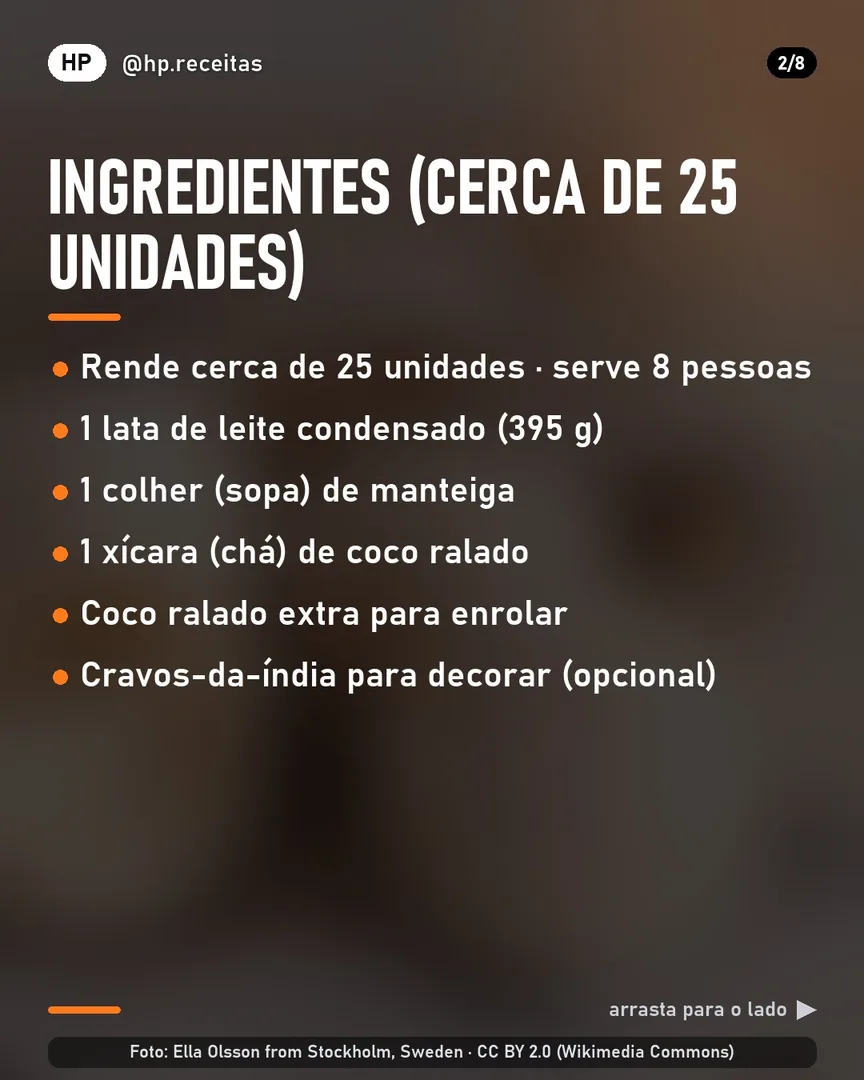 HP @hp.receitas 2/8
INGREDIENTES (CERCA DE 25
UNIDADES)
• Rende cerca de 25 unidades · serve 8 pessoas
• 1 lata de leite condensado (395 g)
• 1 colher (sopa) de manteiga
• 1 xícara (chá) de coco ralado
• Coco ralado extra para enrolar
• Cravos-da-índia para decorar (opcional)
arrasta para o lado ▶
Foto: Ella Olsson from Stockholm, Sweden · CC BY 2.0 (Wikimedia Commons)